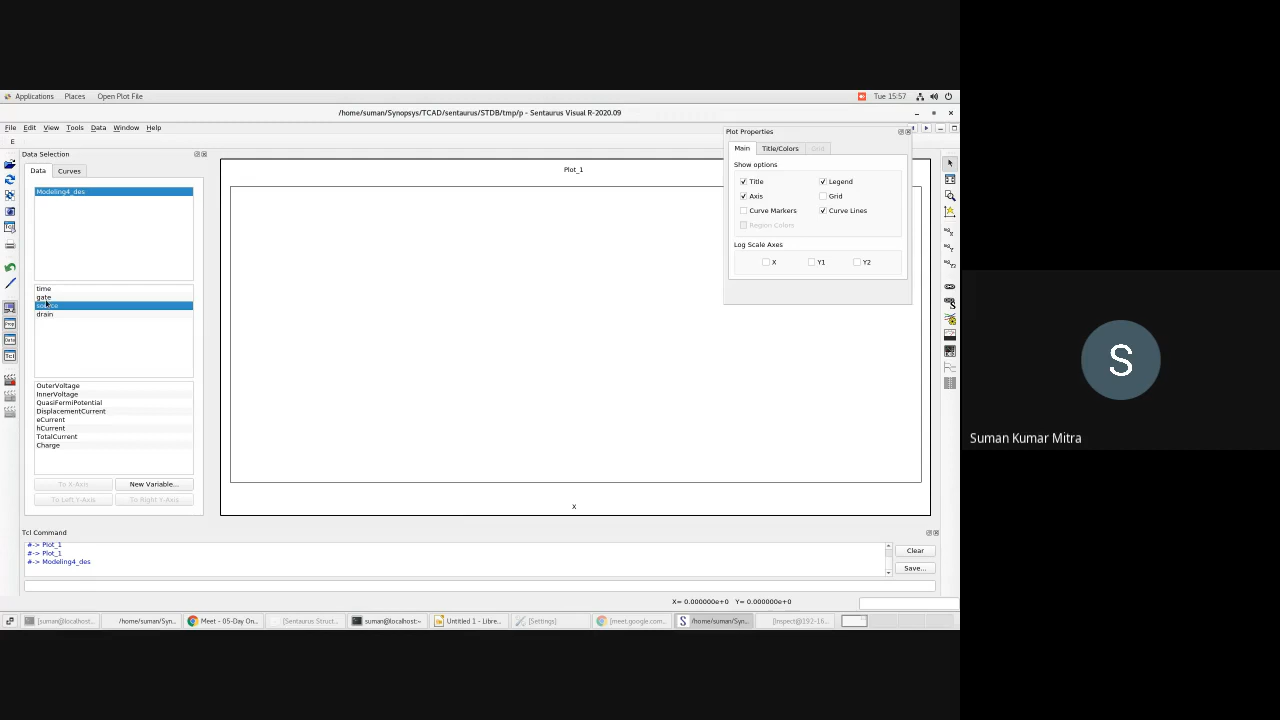 Applications Places Open Plot File Tue 15:57
/home/suman/Synopsys/TCAD/sentaurus/STDB/tmp/p - Sentaurus Visual R-2020.09
File Edit View Tools Data Window Help
E
Data Selection
Data Curves
Modeling4_des
time
gate
source
drain
OuterVoltage
InnerVoltage
QuasiFermiPotential
DisplacementCurrent
eCurrent
hCurrent
TotalCurrent
Charge
To X-Axis New Variable...
To Left Y-Axis To Right Y-Axis
Plot_1
X
Plot Properties
Main Title/Colors Grid
Show options
Title Legend
Axis Grid
Curve Markers Curve Lines
Region Colors
Log Scale Axes
X Y1 Y2
Tcl Command
#-> Plot_1
#-> Plot_1
#-> Modeling4_des
Clear
Save...
X= 0.000000e+0 Y= 0.000000e+0
[suman@localhost... /home/suman/Syn... Meet - 05-Day On... [Sentaurus Struct... suman@localhost:~ Untitled 1 - Libre... [Settings] [meet.google.com... /home/suman/Syn... [Inspect@192-16...
S
Suman Kumar Mitra